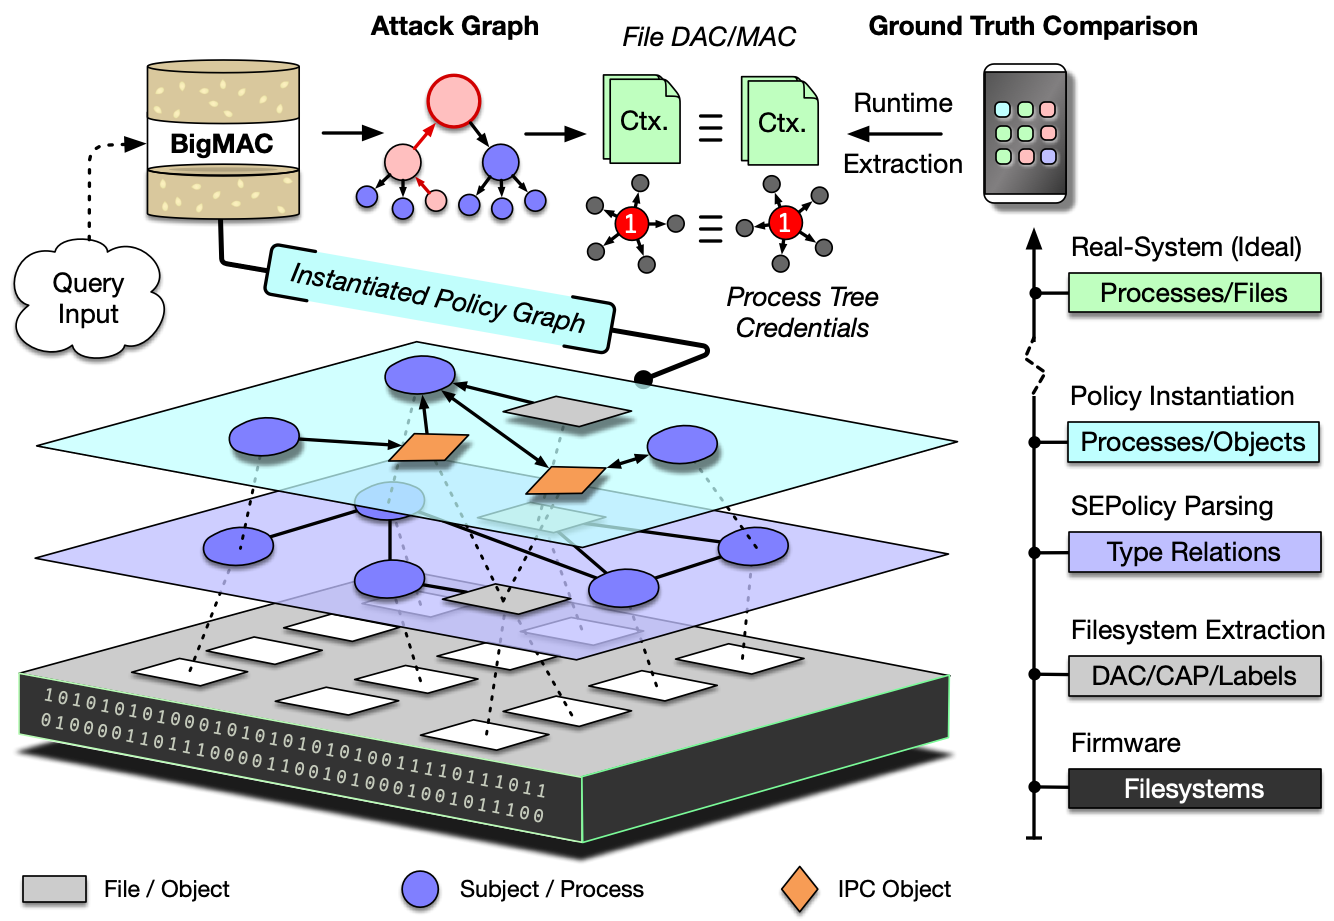 Attack Graph
File DAC/MAC
Ground Truth Comparison
BigMAC
Ctx.
Ctx.
Runtime
Extraction
1
1
Query
Input
Instantiated Policy Graph
Process Tree
Credentials
Real-System (Ideal)
Processes/Files
Policy Instantiation
Processes/Objects
SEPolicy Parsing
Type Relations
Filesystem Extraction
DAC/CAP/Labels
Firmware
Filesystems
File / Object
Subject / Process
IPC Object